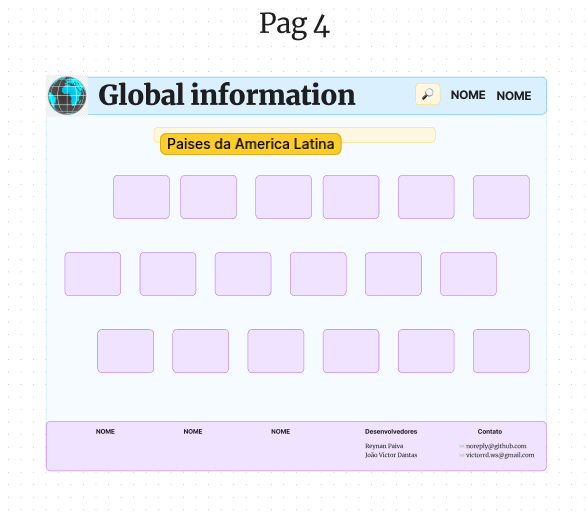 Pag 4
Global information
NOME NOME
Paises da America Latina
NOME NOME NOME Desenvolvedores Contato
Reynan Paiva noreply@github.com
João Victor Dantas victorrd.ws@gmail.com